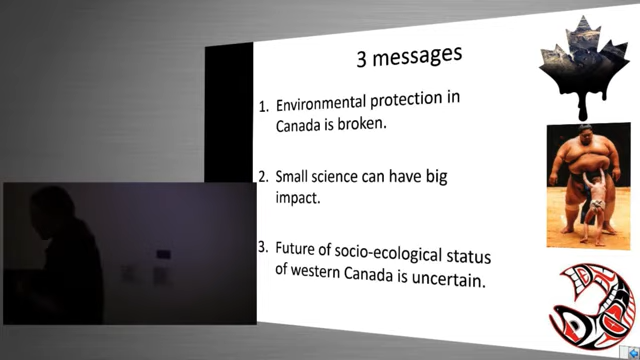 3 messages
1. Environmental protection in
Canada is broken.
2. Small science can have big
impact.
3. Future of socio-ecological status
of western Canada is uncertain.